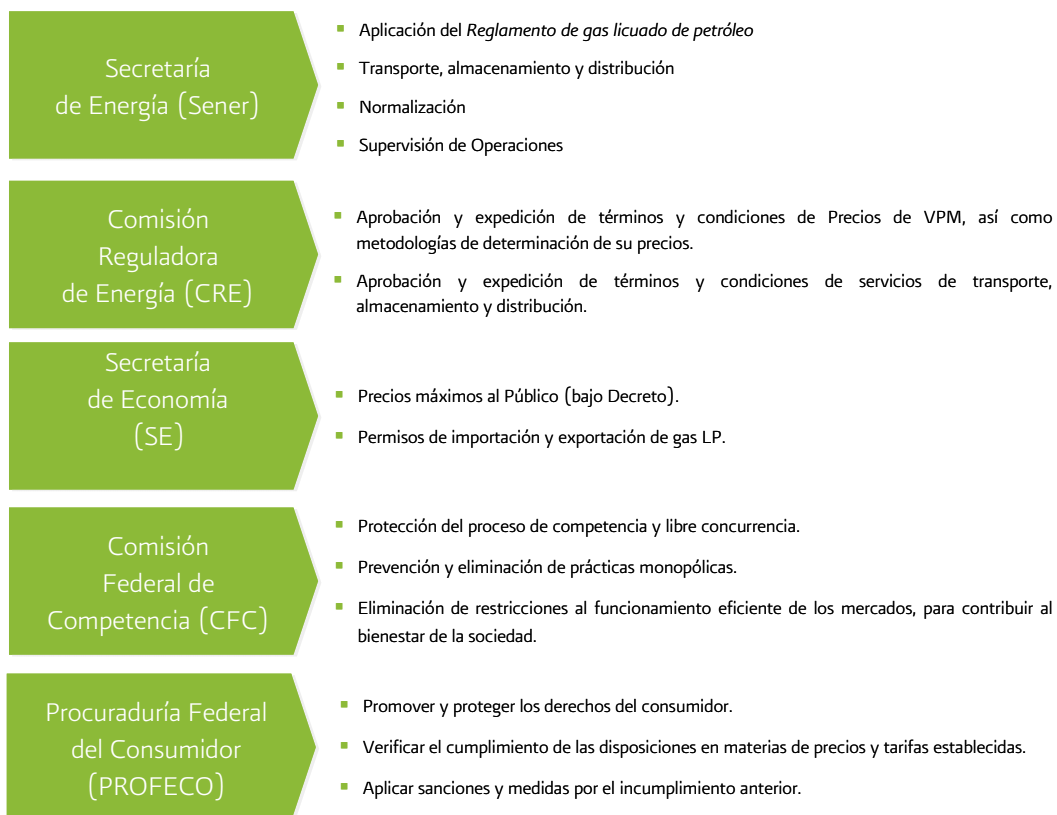 Secretaría
de Energía (Sener)
Aplicación del Reglamento de gas licuado de petróleo
Transporte, almacenamiento y distribución
Normalización
Supervisión de Operaciones
Comisión
Reguladora
de Energía (CRE)
Aprobación y expedición de términos y condiciones de Precios de VPM, así como
metodologías de determinación de su precios.
Aprobación y expedición de términos y condiciones de servicios de transporte,
almacenamiento y distribución.
Secretaría
de Economía
(SE)
Precios máximos al Público (bajo Decreto).
Permisos de importación y exportación de gas LP.
Comisión
Federal de
Competencia (CFC)
Protección del proceso de competencia y libre concurrencia.
Prevención y eliminación de prácticas monopólicas.
Eliminación de restricciones al funcionamiento eficiente de los mercados, para contribuir al
bienestar de la sociedad.
Procuraduría Federal
del Consumidor
(PROFECO)
Promover y proteger los derechos del consumidor.
Verificar el cumplimiento de las disposiciones en materias de precios y tarifas establecidas.
Aplicar sanciones y medidas por el incumplimiento anterior.